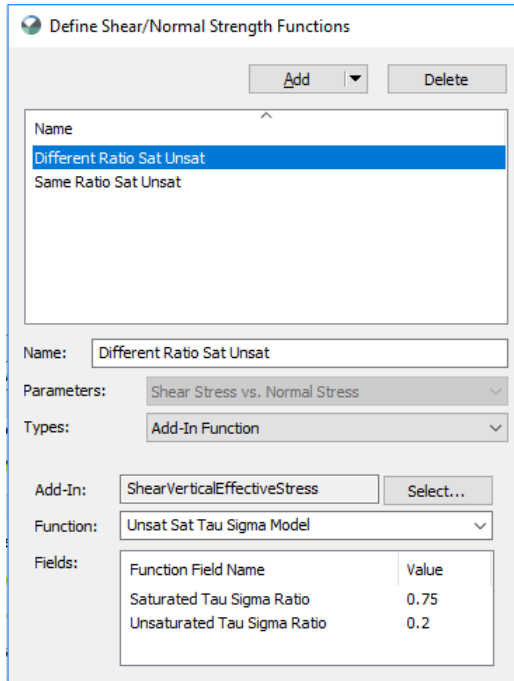 Define Shear/Normal Strength Functions
Add
Delete
Name
Different Ratio Sat Unsat
Same Ratio Sat Unsat
Name: Different Ratio Sat Unsat
Parameters: Shear Stress vs. Normal Stress
Types: Add-In Function
Add-In: ShearVerticalEffectiveStress Select...
Function: Unsat Sat Tau Sigma Model
Fields: Function Field Name Value
Saturated Tau Sigma Ratio 0.75
Unsaturated Tau Sigma Ratio 0.2